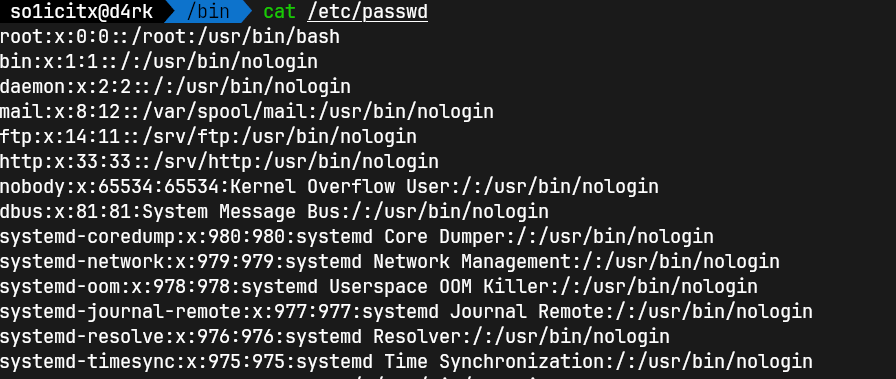 so1icitx@d4rk /bin cat /etc/passwd
root:x:0:0::/root:/usr/bin/bash
bin:x:1:1::/:/usr/bin/nologin
daemon:x:2:2::/:/usr/bin/nologin
mail:x:8:12::/var/spool/mail:/usr/bin/nologin
ftp:x:14:11::/srv/ftp:/usr/bin/nologin
http:x:33:33::/srv/http:/usr/bin/nologin
nobody:x:65534:65534:Kernel Overflow User:/:/usr/bin/nologin
dbus:x:81:81:System Message Bus:/:/usr/bin/nologin
systemd-coredump:x:980:980:systemd Core Dumper:/:/usr/bin/nologin
systemd-network:x:979:979:systemd Network Management:/:/usr/bin/nologin
systemd-oom:x:978:978:systemd Userspace OOM Killer:/:/usr/bin/nologin
systemd-journal-remote:x:977:977:systemd Journal Remote:/:/usr/bin/nologin
systemd-resolve:x:976:976:systemd Resolver:/:/usr/bin/nologin
systemd-timesync:x:975:975:systemd Time Synchronization:/:/usr/bin/nologin